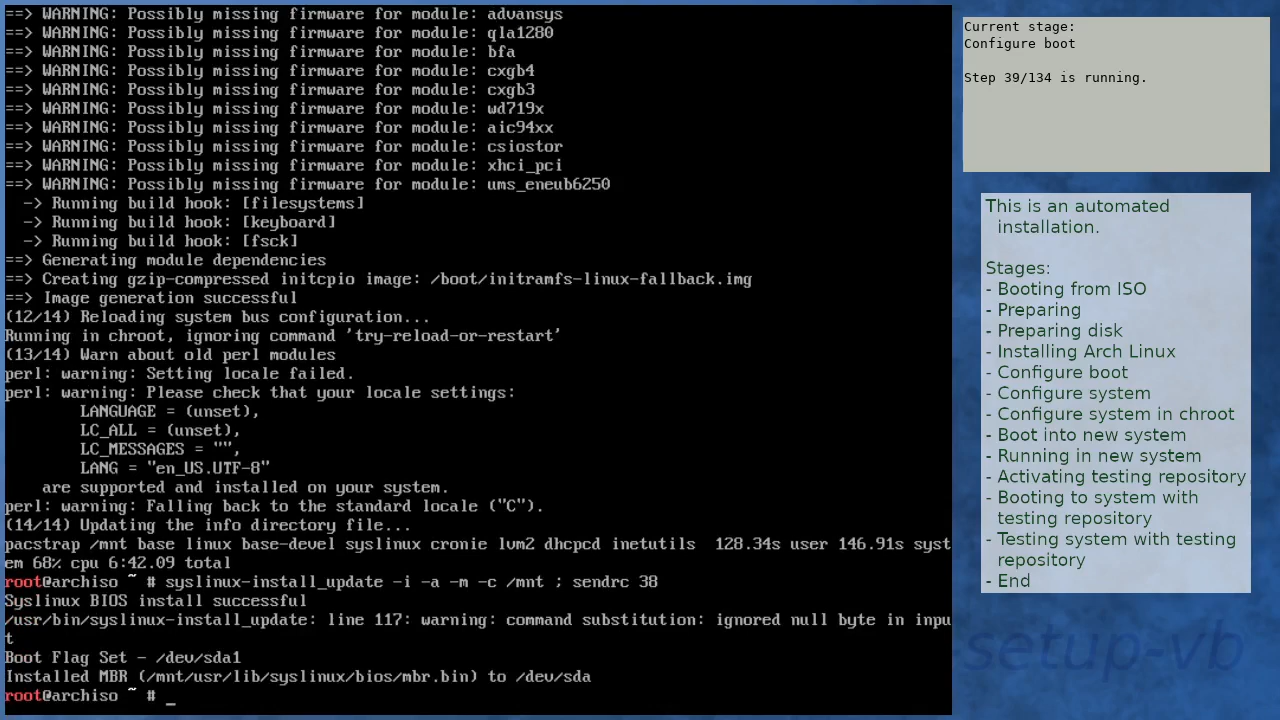 ==> WARNING: Possibly missing firmware for module: advansys
==> WARNING: Possibly missing firmware for module: qla1280
==> WARNING: Possibly missing firmware for module: bfa
==> WARNING: Possibly missing firmware for module: cxgb4
==> WARNING: Possibly missing firmware for module: cxgb3
==> WARNING: Possibly missing firmware for module: wd719x
==> WARNING: Possibly missing firmware for module: aic94xx
==> WARNING: Possibly missing firmware for module: csiostor
==> WARNING: Possibly missing firmware for module: xhci_pci
==> WARNING: Possibly missing firmware for module: ums_eneub6250
  -> Running build hook: [filesystems]
  -> Running build hook: [keyboard]
  -> Running build hook: [fsck]
==> Generating module dependencies
==> Creating gzip-compressed initcpio image: /boot/initramfs-linux-fallback.img
==> Image generation successful
(12/14) Reloading system bus configuration...
Running in chroot, ignoring command 'try-reload-or-restart'
(13/14) Warn about old perl modules
perl: warning: Setting locale failed.
perl: warning: Please check that your locale settings:
        LANGUAGE = (unset),
        LC_ALL = (unset),
        LC_MESSAGES = "",
        LANG = "en_US.UTF-8"
    are supported and installed on your system.
perl: warning: Falling back to the standard locale ("C").
(14/14) Updating the info directory file...
pacstrap /mnt base linux base-devel syslinux cronie lvm2 dhcpcd inetutils  128.34s user 146.91s syst
em 68% cpu 6:42.09 total
root@archiso ~ # syslinux-install_update -i -a -m -c /mnt ; sendrc 38
Syslinux BIOS install successful
/usr/bin/syslinux-install_update: line 117: warning: command substitution: ignored null byte in inpu
t
Boot Flag Set - /dev/sda1
Installed MBR (/mnt/usr/lib/syslinux/bios/mbr.bin) to /dev/sda
root@archiso ~ # _
Current stage:
Configure boot
Step 39/134 is running.
This is an automated
installation.
Stages:
- Booting from ISO
- Preparing
- Preparing disk
- Installing Arch Linux
- Configure boot
- Configure system
- Configure system in chroot
- Boot into new system
- Running in new system
- Activating testing repository
- Booting to system with
testing repository
- Testing system with testing
repository
- End
-setup-vb